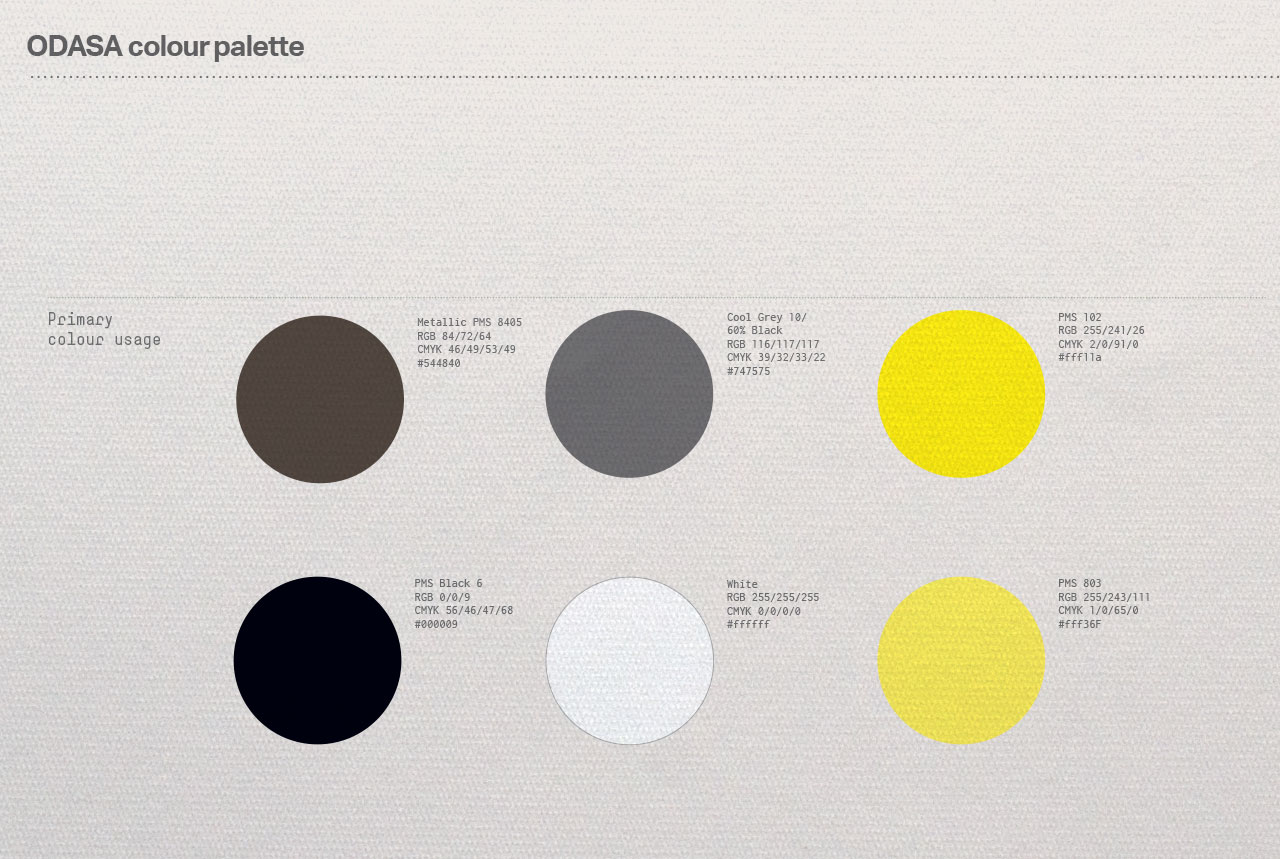 ODASA colour palette
Primary
colour usage
Metallic PMS 8405
RGB 84/72/64
CMYK 46/49/53/49
#544840
Cool Grey 10/
60% Black
RGB 116/117/117
CMYK 39/32/33/22
#747575
PMS 102
RGB 255/241/26
CMYK 2/0/91/0
#fff11a
PMS Black 6
RGB 0/0/9
CMYK 56/46/47/68
#000009
White
RGB 255/255/255
CMYK 0/0/0/0
#ffffff
PMS 803
RGB 255/243/111
CMYK 1/0/65/0
#fff36F